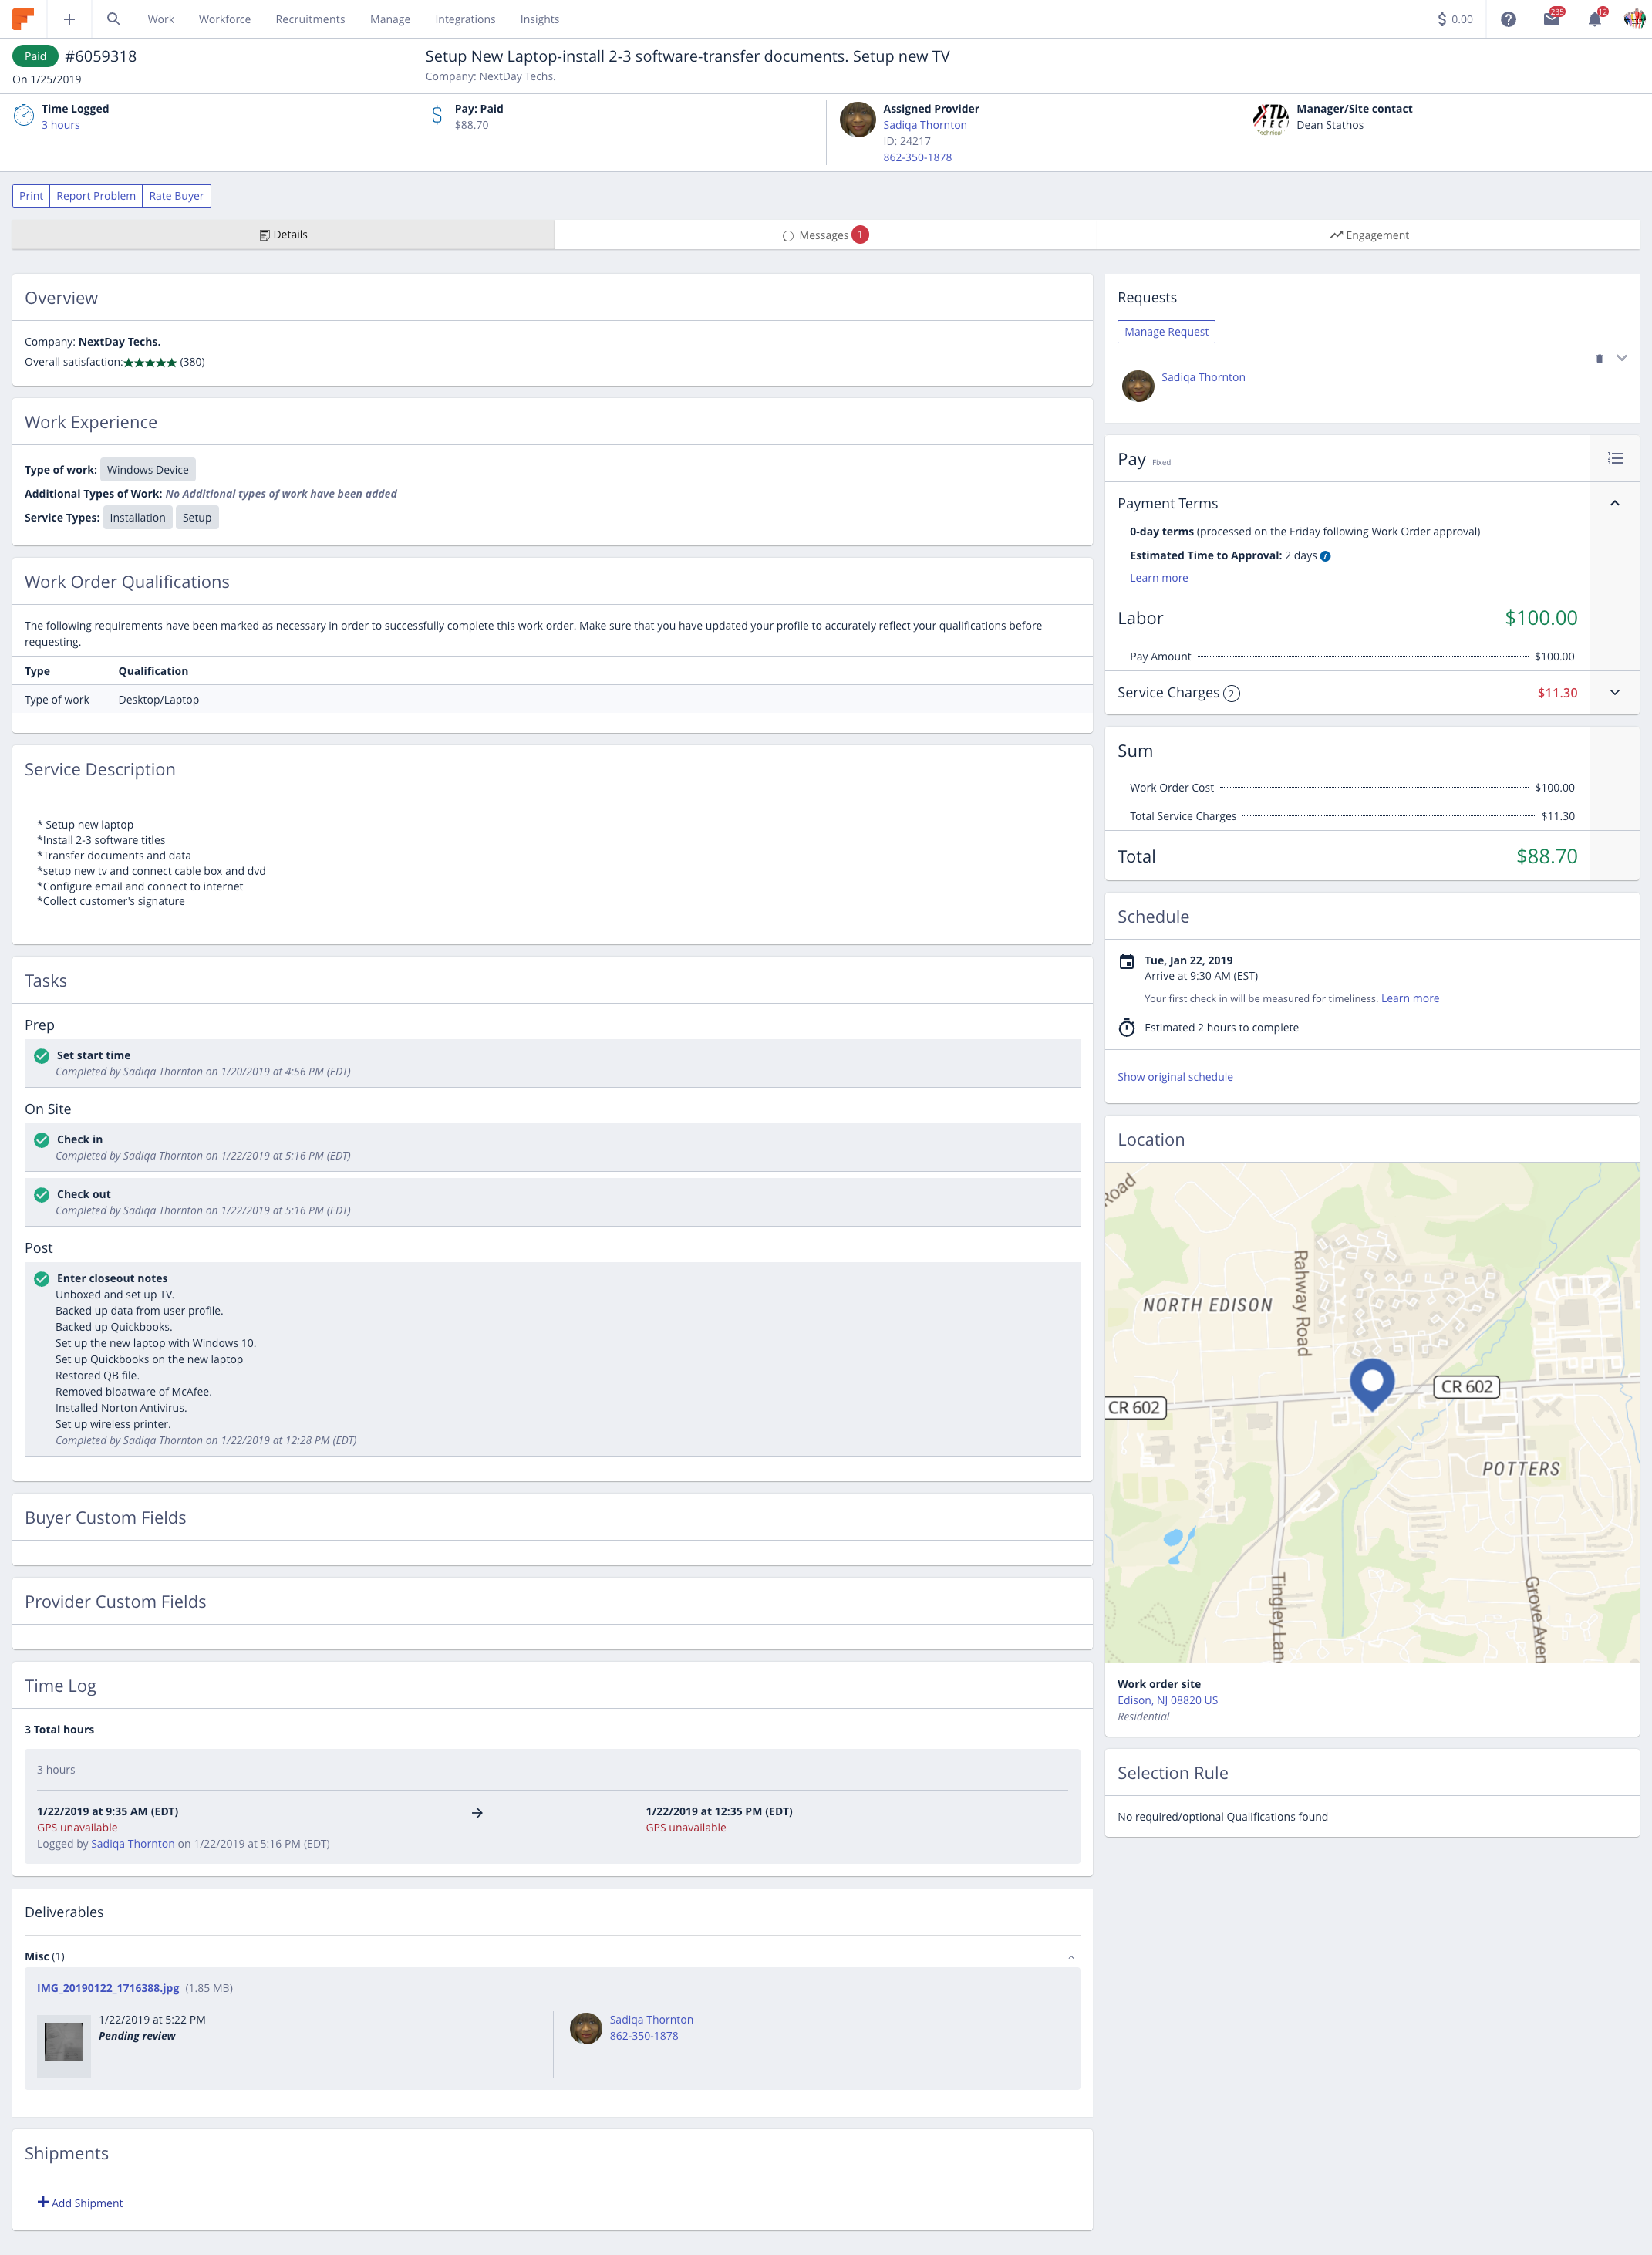 Work Workforce Recruitments Manage Integrations Insights $ 0.00 235 12
Paid #6059318
On 1/25/2019
Setup New Laptop-install 2-3 software-transfer documents. Setup new TV
Company: NextDay Techs.
Time Logged
3 hours
Pay: Paid
$88.70
Assigned Provider
Sadiqa Thornton
ID: 24217
862-350-1878
Manager/Site contact
Dean Stathos
Print Report Problem Rate Buyer
Details Messages 1 Engagement
Overview
Company: NextDay Techs.
Overall satisfaction:★★★★★ (380)
Work Experience
Type of work: Windows Device
Additional Types of Work: No Additional types of work have been added
Service Types: Installation Setup
Work Order Qualifications
The following requirements have been marked as necessary in order to successfully complete this work order. Make sure that you have updated your profile to accurately reflect your qualifications before
requesting.
Type Qualification
Type of work Desktop/Laptop
Service Description
* Setup new laptop
*Install 2-3 software titles
*Transfer documents and data
*setup new tv and connect cable box and dvd
*Configure email and connect to internet
*Collect customer's signature
Tasks
Prep
Set start time
Completed by Sadiqa Thornton on 1/20/2019 at 4:56 PM (EDT)
On Site
Check in
Completed by Sadiqa Thornton on 1/22/2019 at 5:16 PM (EDT)
Check out
Completed by Sadiqa Thornton on 1/22/2019 at 5:16 PM (EDT)
Post
Enter closeout notes
Unboxed and set up TV.
Backed up data from user profile.
Backed up Quickbooks.
Set up the new laptop with Windows 10.
Set up Quickbooks on the new laptop
Restored QB file.
Removed bloatware of McAfee.
Installed Norton Antivirus.
Set up wireless printer.
Completed by Sadiqa Thornton on 1/22/2019 at 12:28 PM (EDT)
Buyer Custom Fields
Provider Custom Fields
Time Log
3 Total hours
3 hours
1/22/2019 at 9:35 AM (EDT) 1/22/2019 at 12:35 PM (EDT)
GPS unavailable GPS unavailable
Logged by Sadiqa Thornton on 1/22/2019 at 5:16 PM (EDT)
Deliverables
Misc (1)
IMG_20190122_1716388.jpg (1.85 MB)
1/22/2019 at 5:22 PM
Pending review
Sadiqa Thornton
862-350-1878
Shipments
Add Shipment
Requests
Manage Request
Sadiqa Thornton
Pay Fixed
Payment Terms
0-day terms (processed on the Friday following Work Order approval)
Estimated Time to Approval: 2 days
Learn more
Labor $100.00
Pay Amount $100.00
Service Charges 2 $11.30
Sum
Work Order Cost $100.00
Total Service Charges $11.30
Total $88.70
Schedule
Tue, Jan 22, 2019
Arrive at 9:30 AM (EST)
Your first check in will be measured for timeliness. Learn more
Estimated 2 hours to complete
Show original schedule
Location
Road
Rahway Road
NORTH EDISON
CR 602
CR 602
POTTERS
Tingley Lan
Grove Aven
Work order site
Edison, NJ 08820 US
Residential
Selection Rule
No required/optional Qualifications found